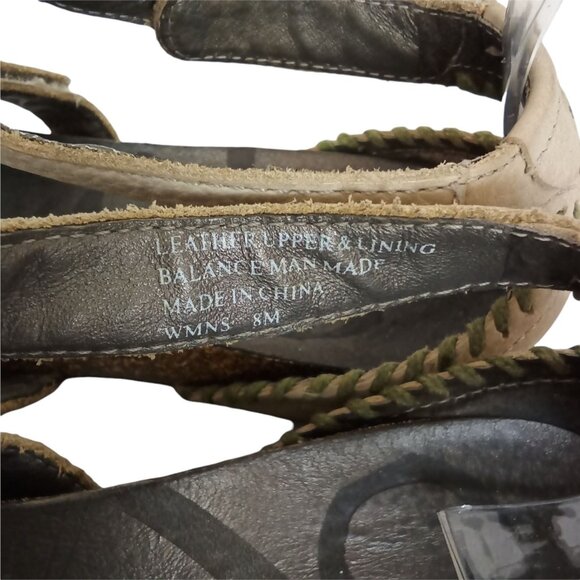 LEATHER UPPER & LINING
BALANCE MAN MADE
MADE IN CHINA
WMNS 8M